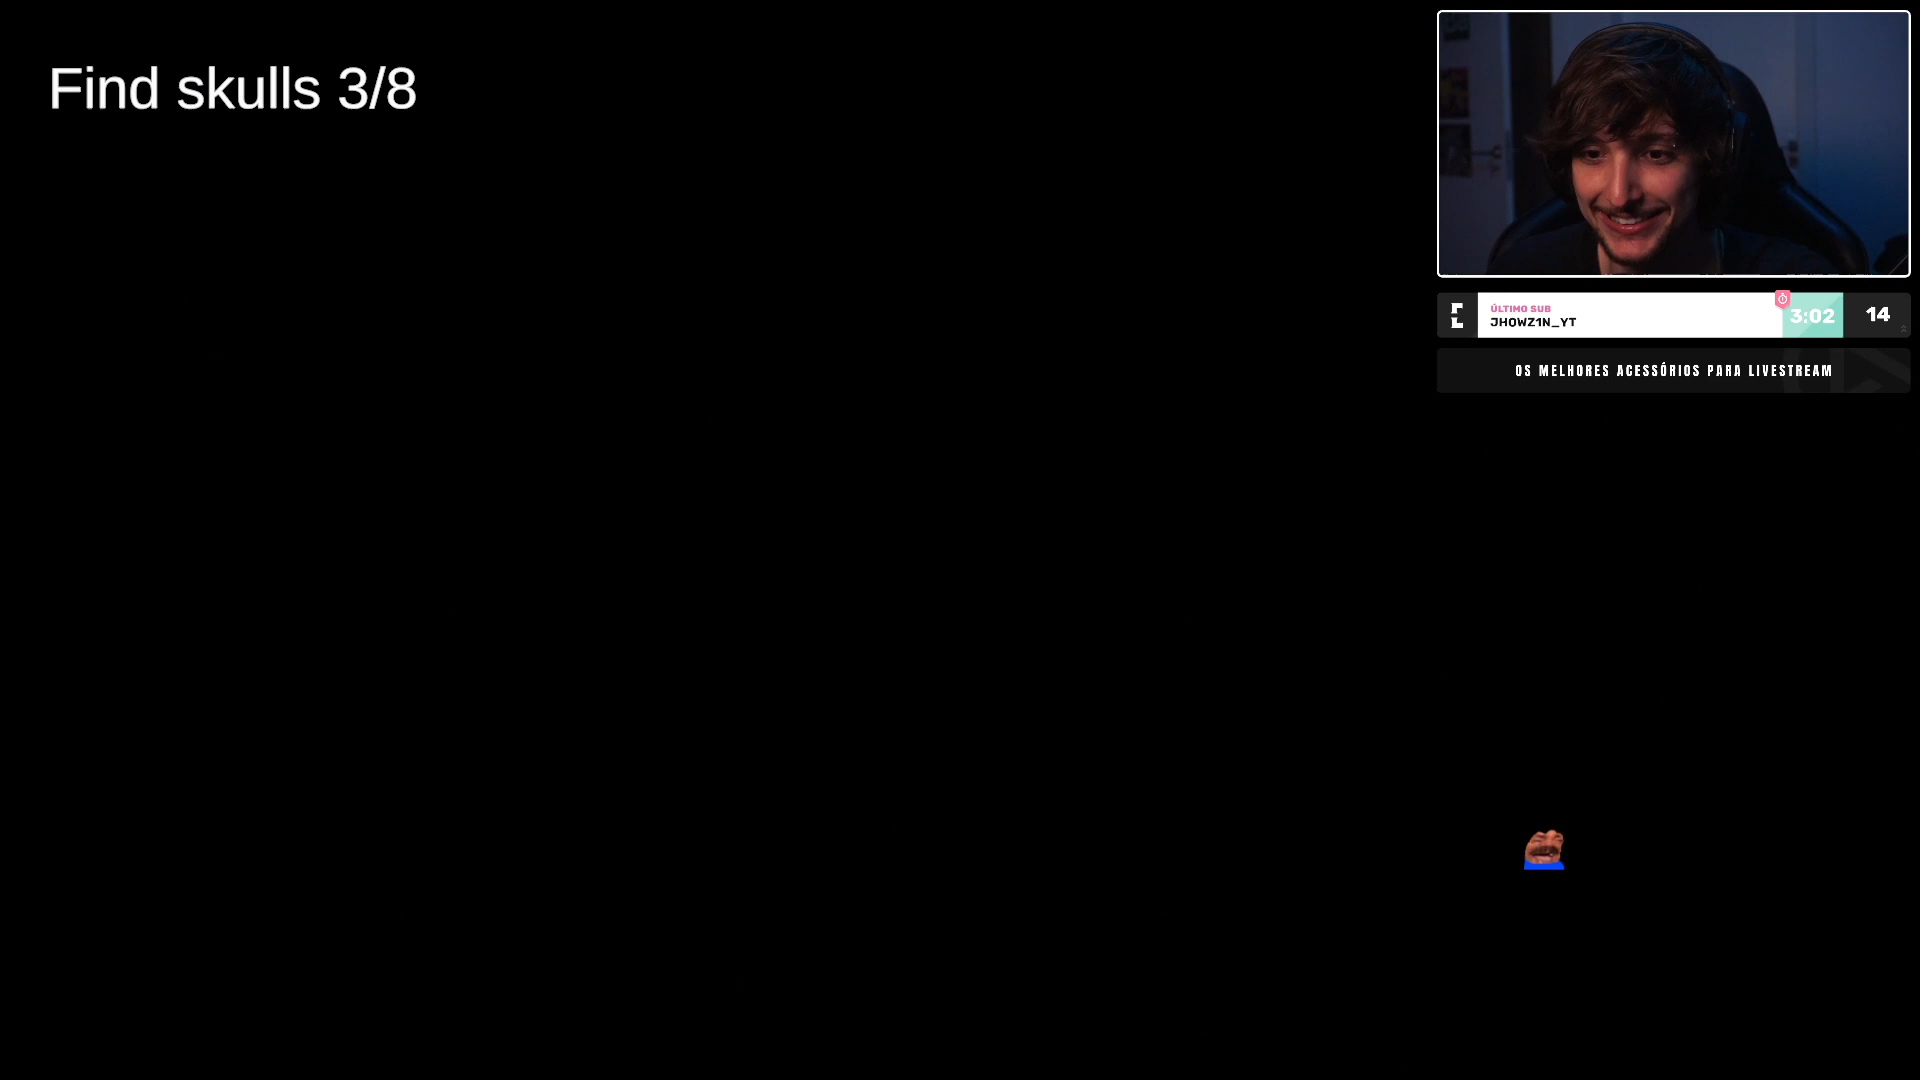 Find skulls 3/8
ÚLTIMO SUB
JHOWZ1N_YT
3:02
14
OS MELHORES ACESSÓRIOS PARA LIVESTREAM